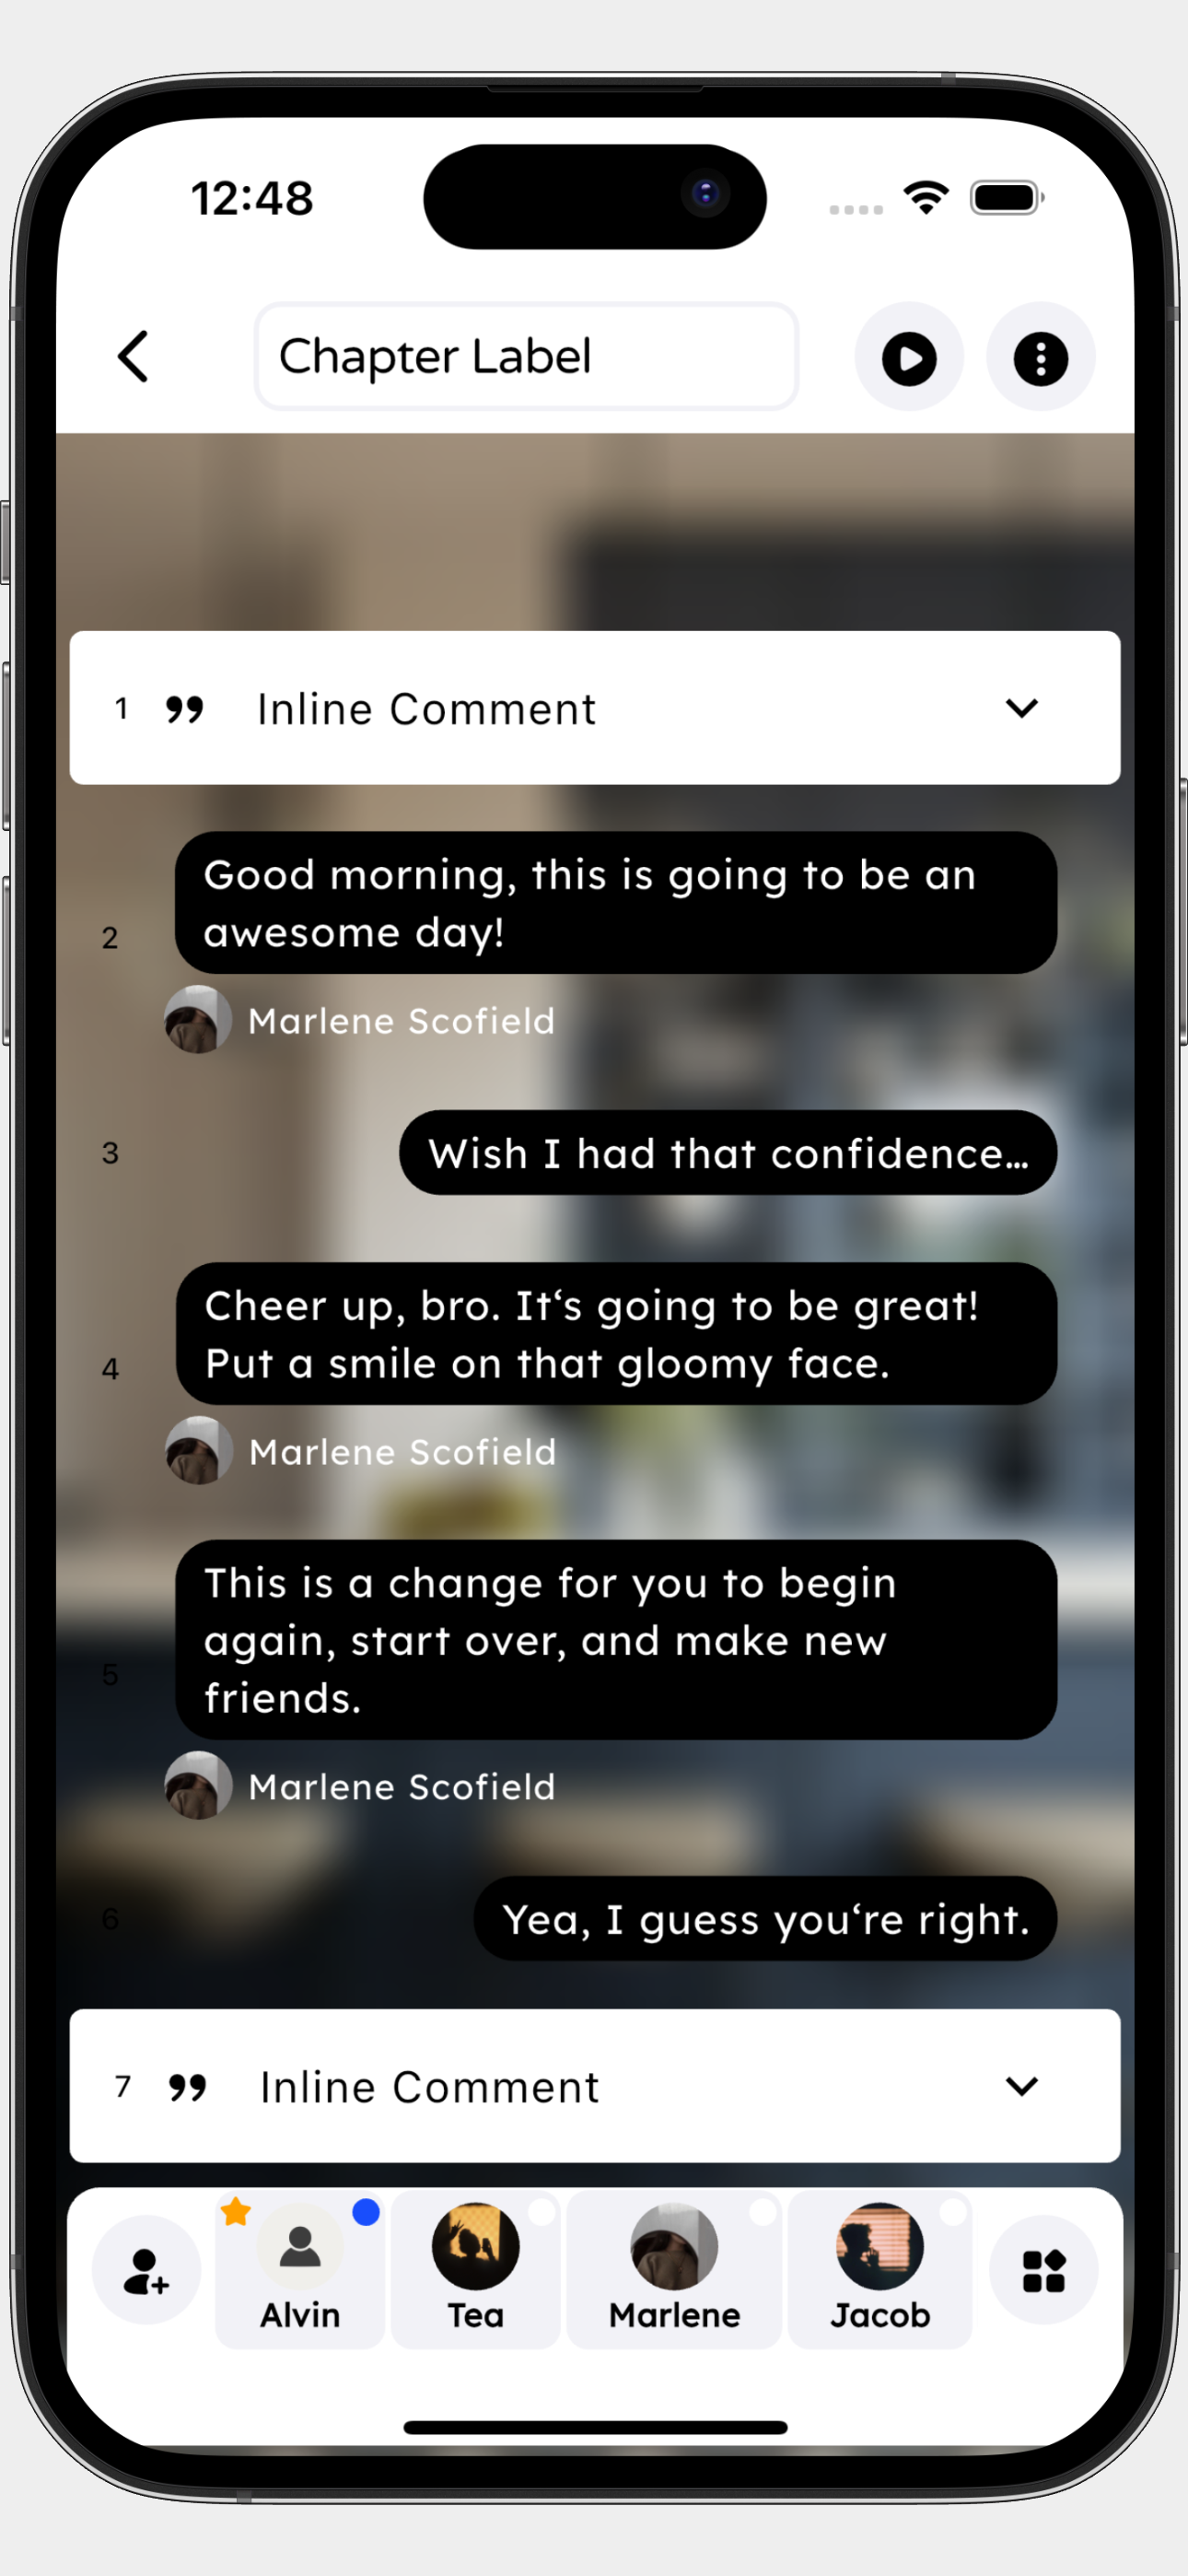 12:48
Chapter Label
1 Inline Comment
Good morning, this is going to be an
awesome day!
2
Marlene Scofield
3 Wish I had that confidence…
Cheer up, bro. It‘s going to be great!
Put a smile on that gloomy face.
4
Marlene Scofield
This is a change for you to begin
again, start over, and make new
5
friends.
Marlene Scofield
6 Yea, I guess you‘re right.
7 Inline Comment
Alvin Tea Marlene Jacob